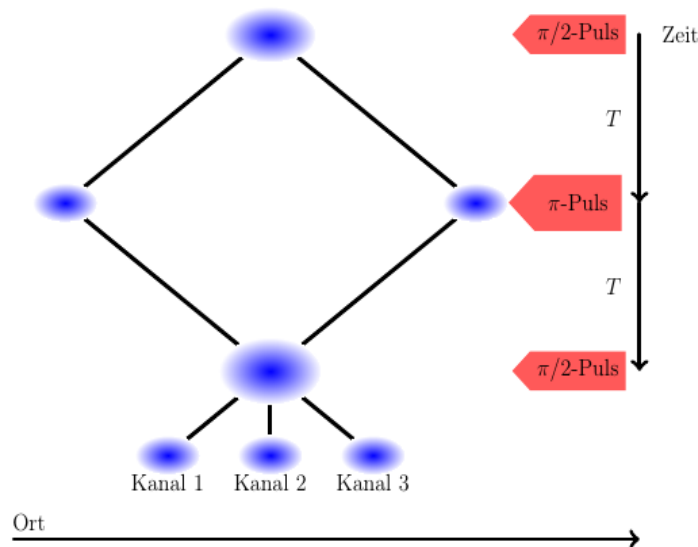 π/2-Puls
Zeit
T
π-Puls
T
π/2-Puls
Kanal 1
Kanal 2
Kanal 3
Ort